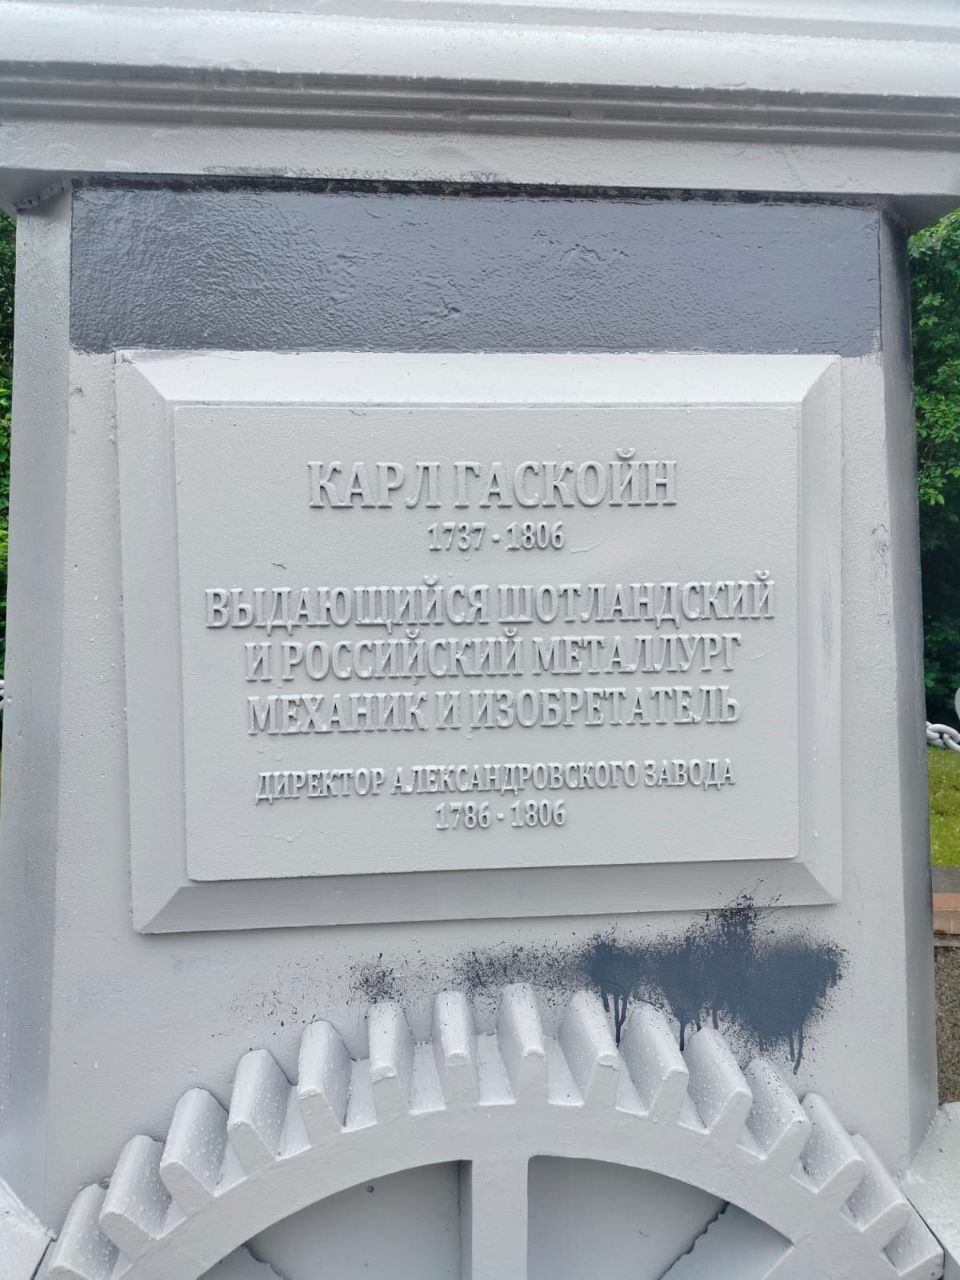 КАРЛ ГАСКОЙН
1737 - 1806
ВЫДАЮЩИЙСЯ ШОТЛАНДСКИЙ
И РОССИЙСКИЙ МЕТАЛЛУРГ
МЕХАНИК И ИЗОБРЕТАТЕЛЬ
ДИРЕКТОР АЛЕКСАНДРОВСКОГО ЗАВОДА
1786 - 1806